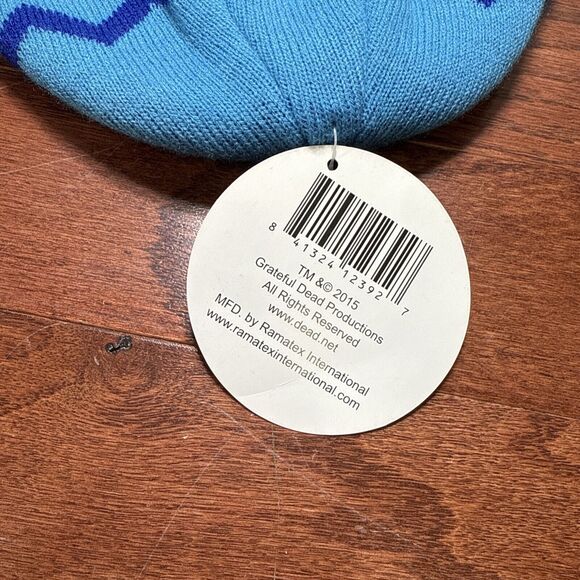 8 41324 12392 7
TM &© 2015
Grateful Dead Productions
All Rights Reserved
www.dead.net
MFD. by Ramatex International
www.ramatexinternational.com